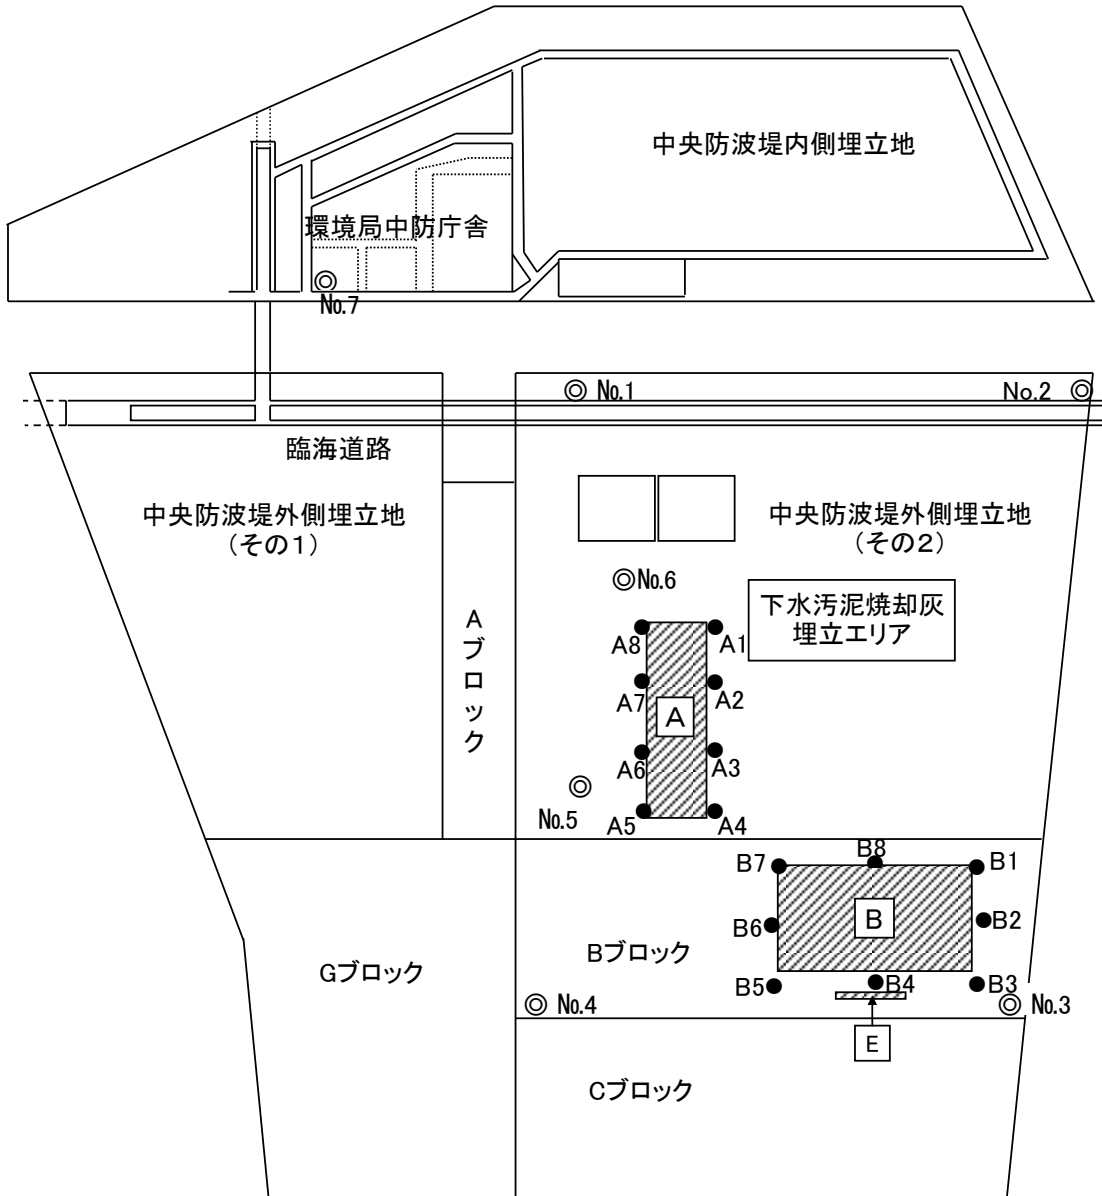 中央防波堤内側埋立地
環境局中防庁舎
No.7
No.1
No.2
臨海道路
中央防波堤外側埋立地
(その1)
中央防波堤外側埋立地
(その2)
No.6
下水汚泥焼却灰
埋立エリア
Aブロック
A8
A1
A7
A2
A
A6
A3
No.5
A5
A4
B8
B7
B1
B
B6
B2
Bブロック
Gブロック
B5
B4
B3
No.4
No.3
E
Cブロック